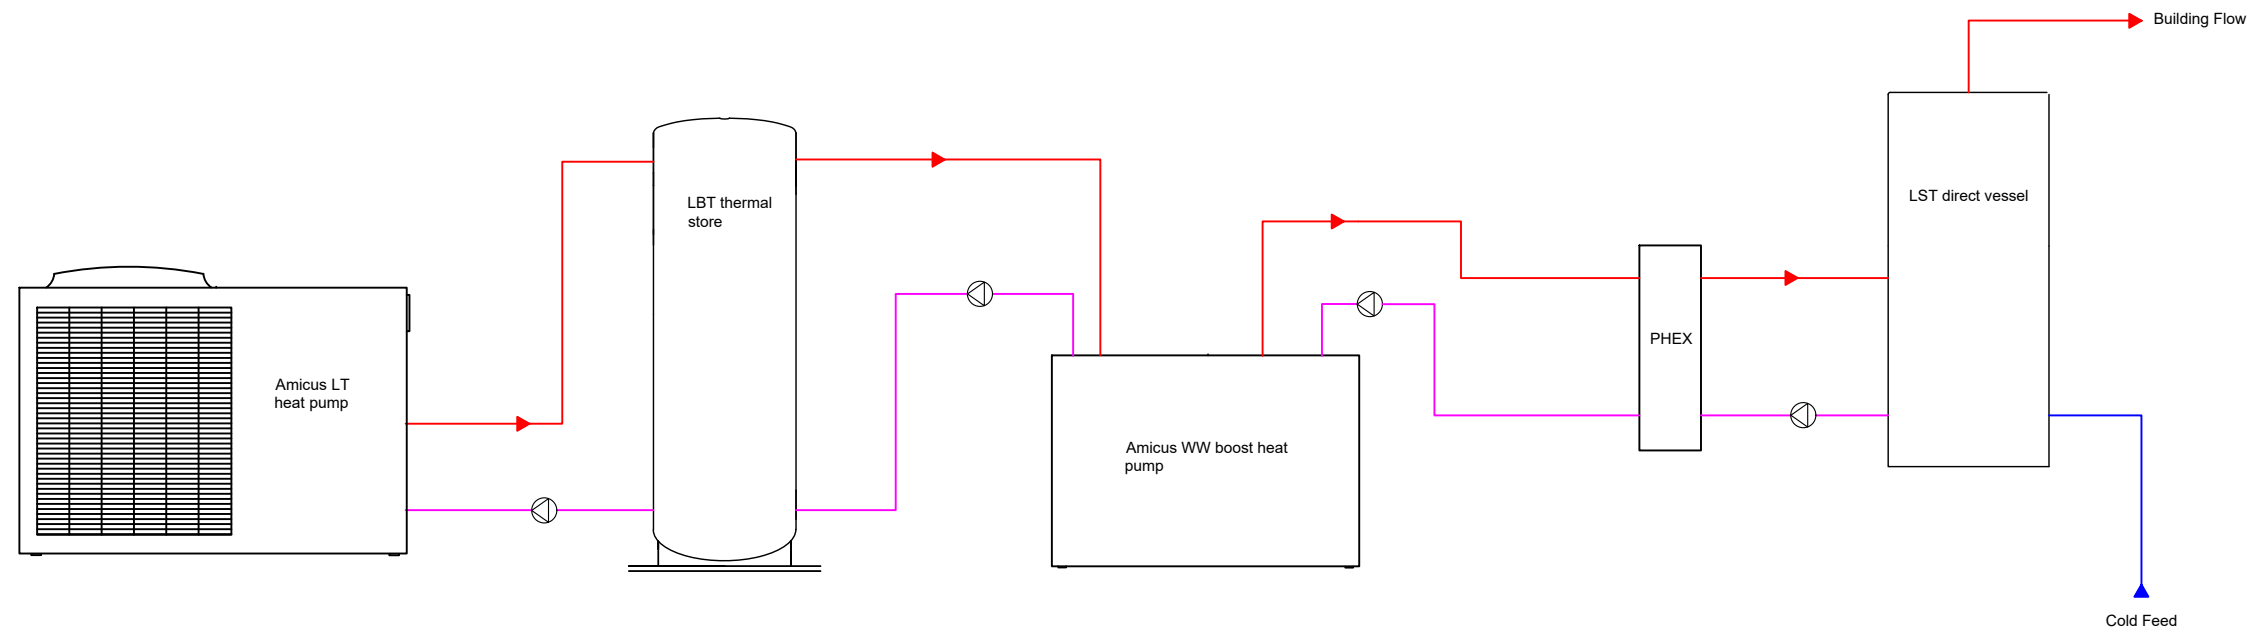 Building Flow
LBT thermal
store
LST direct vessel
PHEX
Amicus LT
heat pump
Amicus WW boost heat
pump
Cold Feed